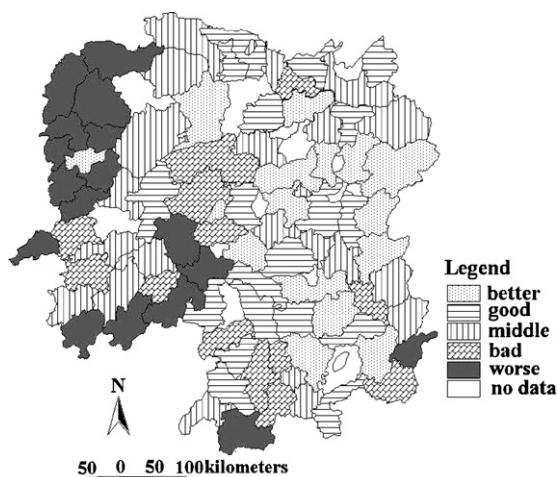 Legend
better
good
middle
bad
worse
no data
N
50 0 50 100kilometers